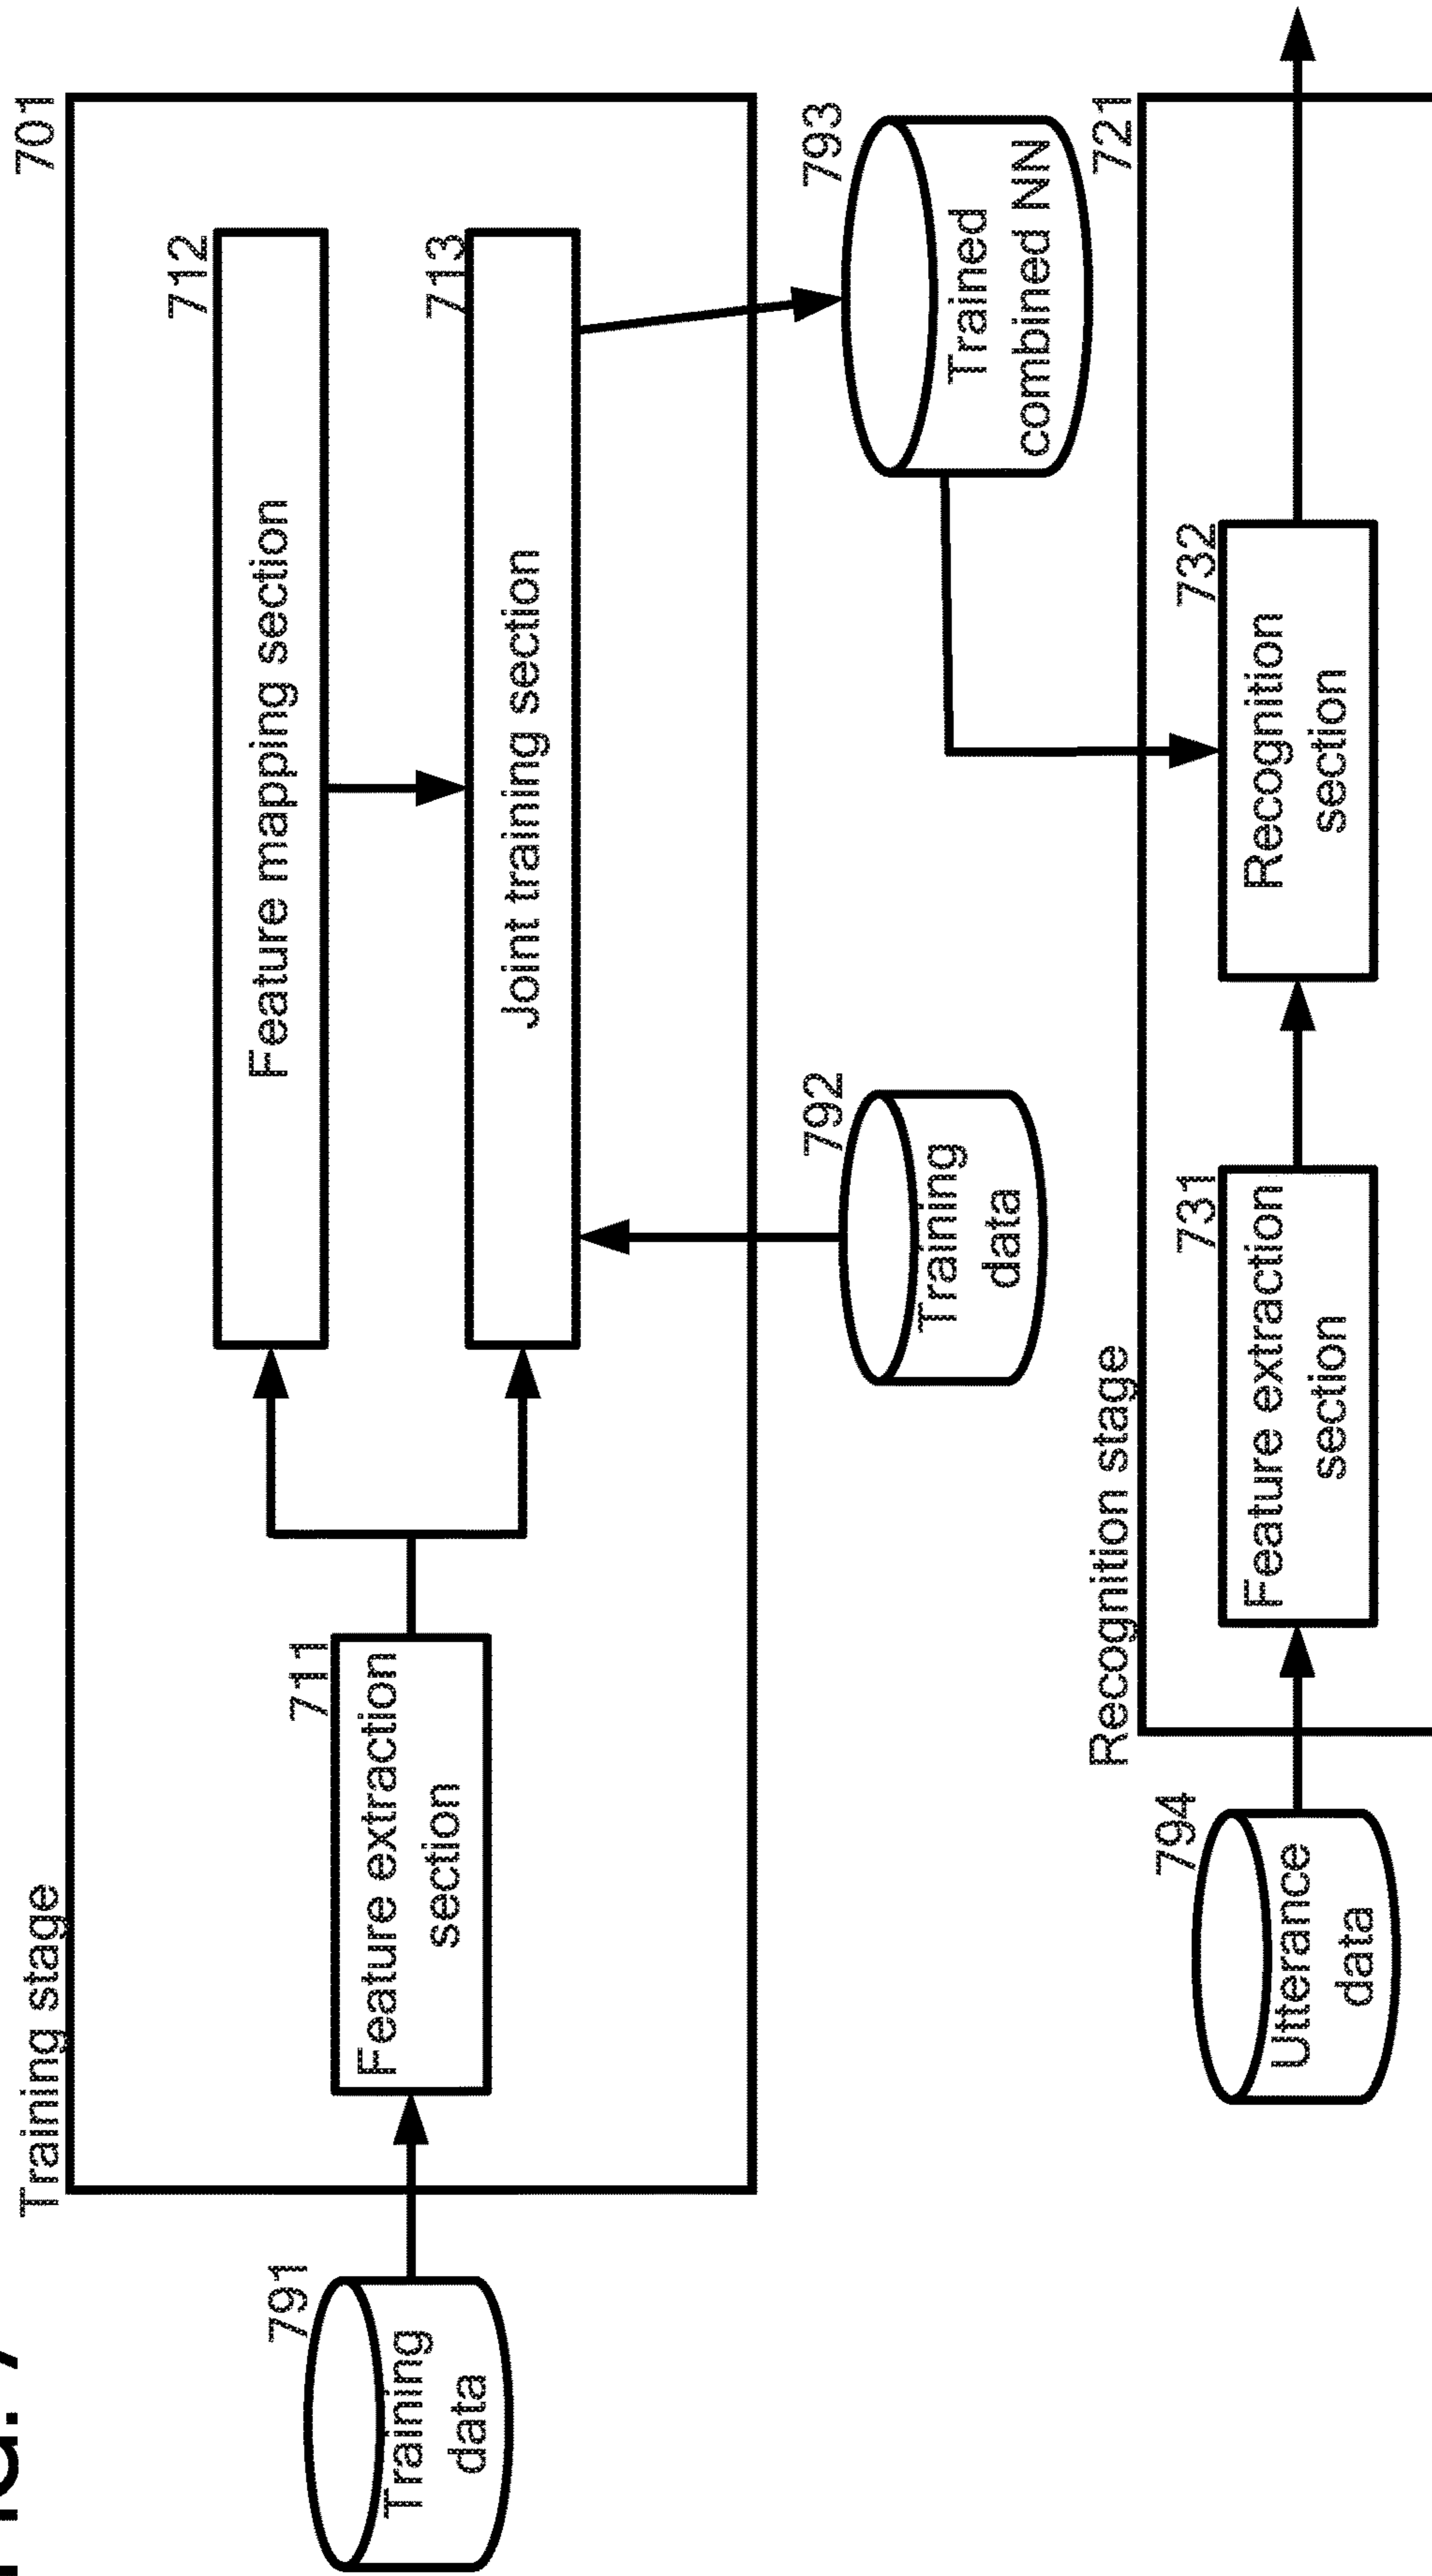 FIG. 7
Training stage
701
791
Training
data
711
Feature extraction
section
712
Feature mapping section
713
Joint training section
792
Training
data
793
Trained
combined NN
Recognition stage
721
794
Utterance
data
731
Feature extraction
section
732
Recognition
section